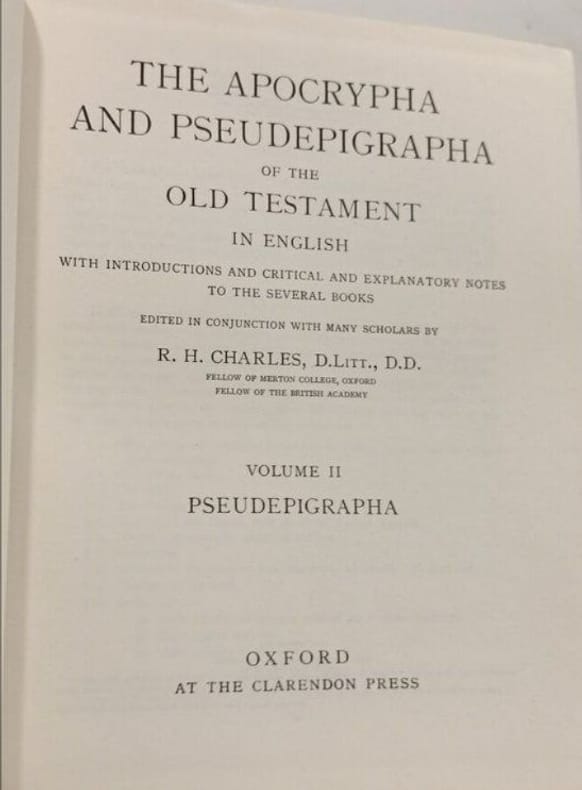 THE APOCRYPHA
AND PSEUDEPIGRAPHA
OF THE
OLD TESTAMENT
IN ENGLISH
WITH INTRODUCTIONS AND CRITICAL AND EXPLANATORY NOTES
TO THE SEVERAL BOOKS
EDITED IN CONJUNCTION WITH MANY SCHOLARS BY
R. H. CHARLES, D.LITT., D.D.
FELLOW OF MERTON COLLEGE, OXFORD
FELLOW OF THE BRITISH ACADEMY
VOLUME II
PSEUDEPIGRAPHA
OXFORD
AT THE CLARENDON PRESS